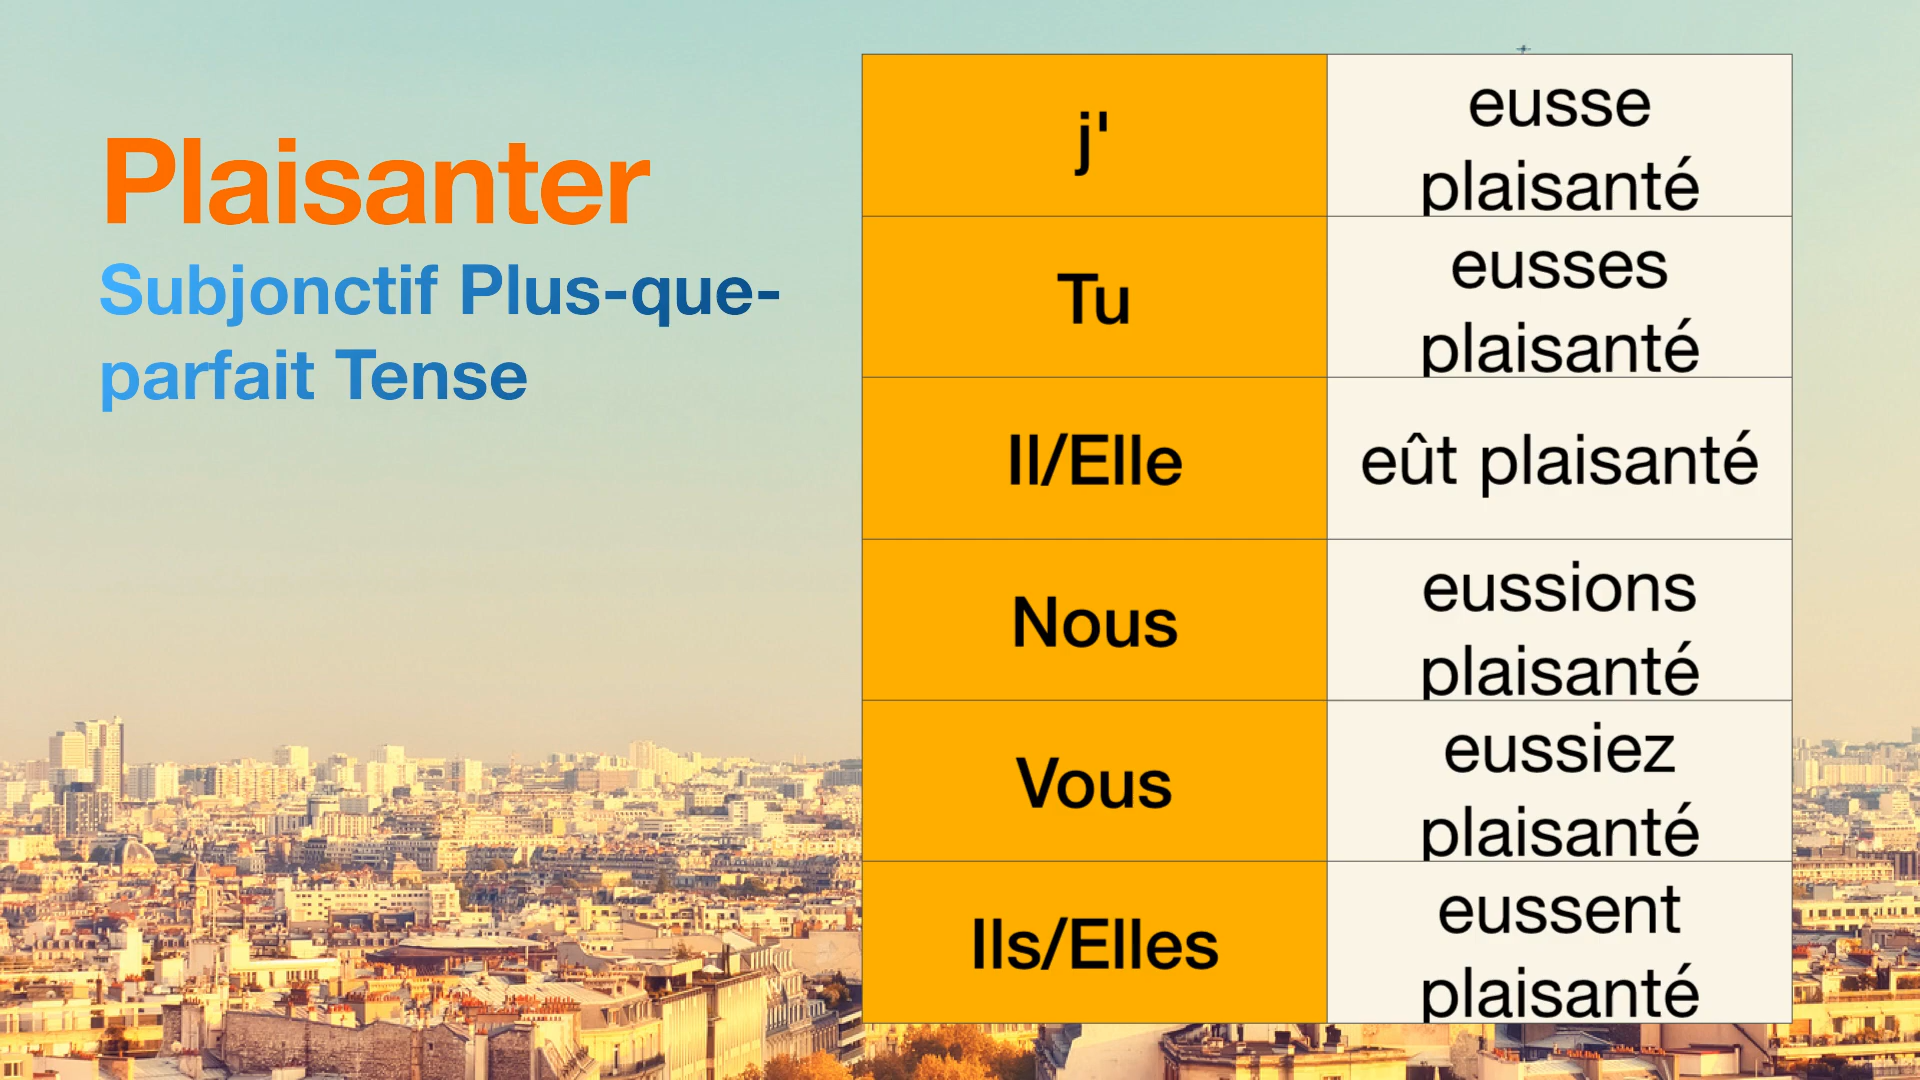 Plaisanter
Subjonctif Plus-que-
parfait Tense
j'
eusse
plaisanté
Tu
eusses
plaisanté
Il/Elle
eût plaisanté
Nous
eussions
plaisanté
Vous
eussiez
plaisanté
Ils/Elles
eussent
plaisanté